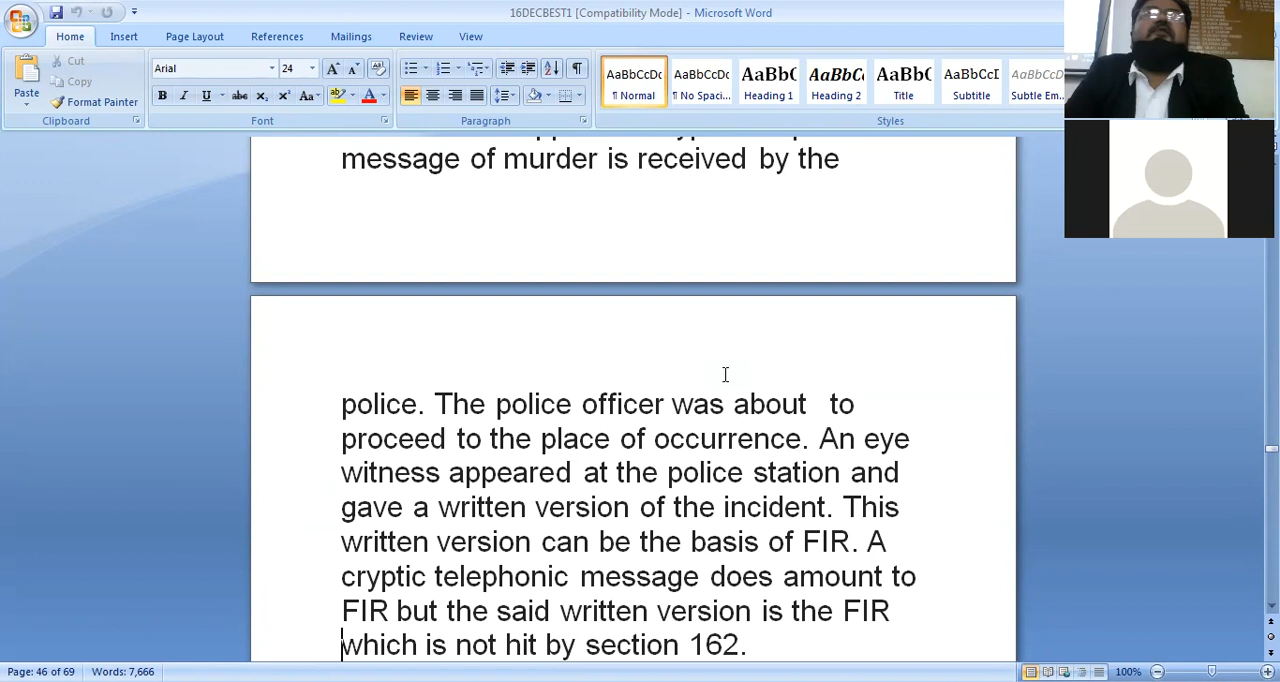 16DECBEST1 [Compatibility Mode] - Microsoft Word
Home Insert Page Layout References Mailings Review View
Paste
Cut
Copy
Format Painter
Clipboard
Arial
24
Font
Paragraph
AaBbCcDc
¶ Normal
AaBbCcDc
¶ No Spaci...
AaBb(
Heading 1
AaBbC
Heading 2
AaBb(
Title
AaBbCcI
Subtitle
AaBbCcD
Subtle Em...
Styles
message of murder is received by the
police. The police officer was about to
proceed to the place of occurrence. An eye
witness appeared at the police station and
gave a written version of the incident. This
written version can be the basis of FIR. A
cryptic telephonic message does amount to
FIR but the said written version is the FIR
which is not hit by section 162.
Page: 46 of 69 Words: 7,666
100%